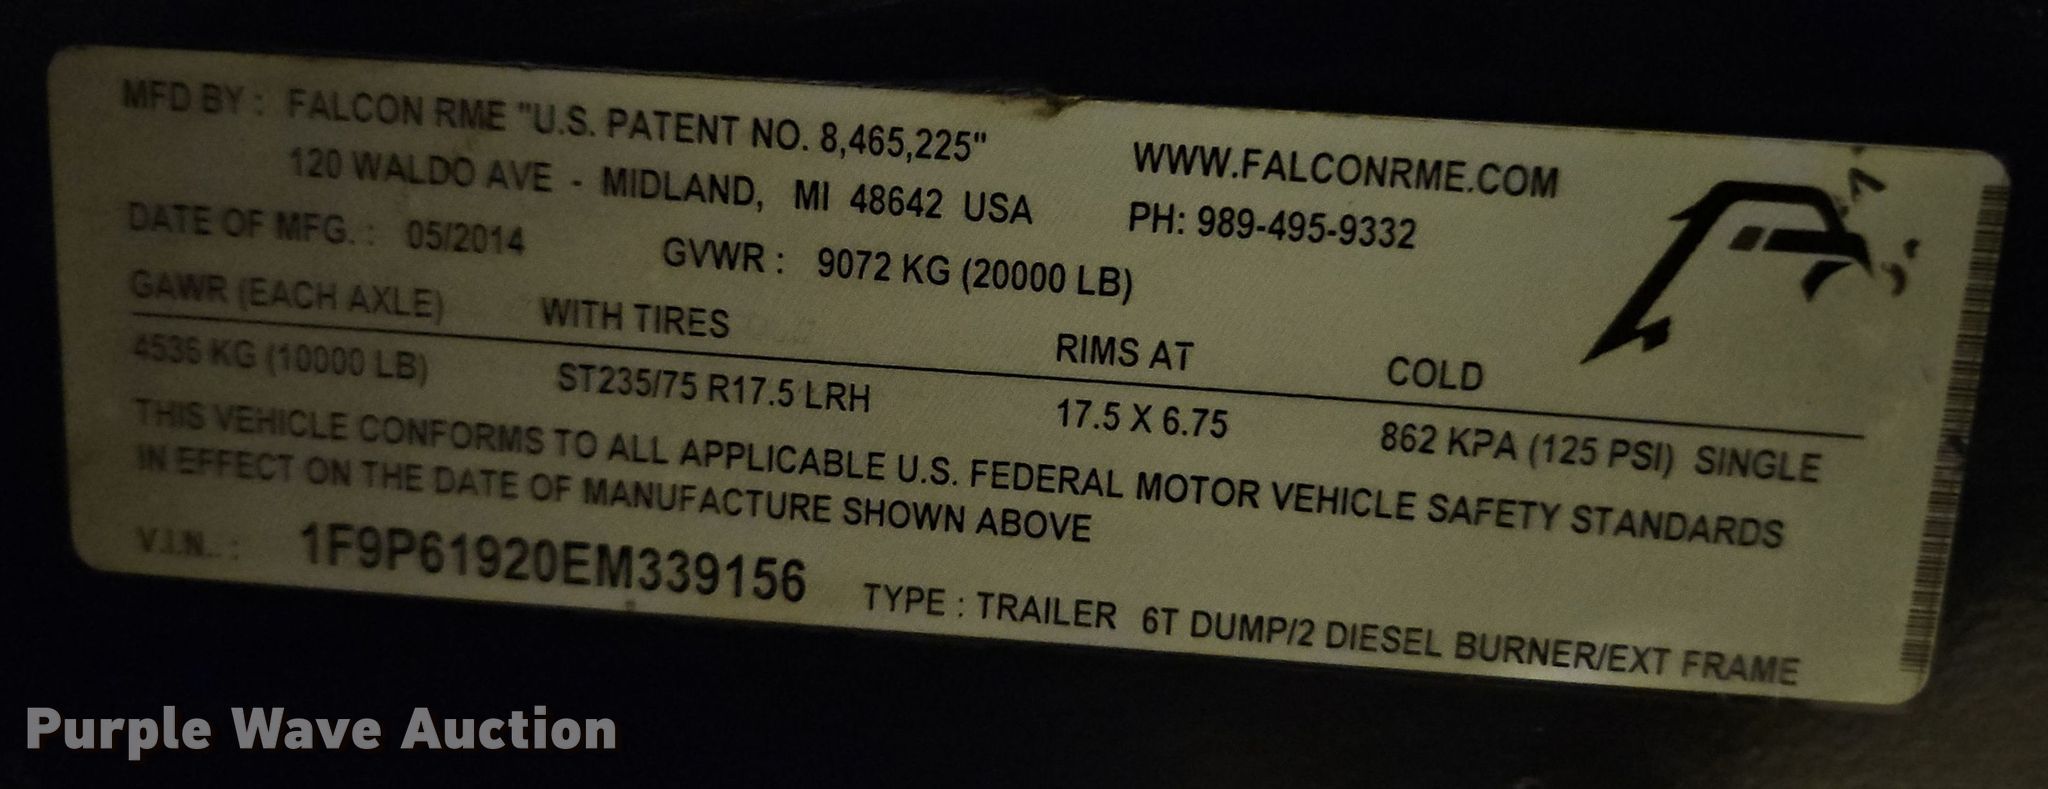 MFD BY : FALCON RME "U.S. PATENT NO. 8,465,225" WWW.FALCONRME.COM
120 WALDO AVE - MIDLAND, MI 48642 USA PH: 989-495-9332
DATE OF MFG. : 05/2014 GVWR : 9072 KG (20000 LB)
GAWR (EACH AXLE) WITH TIRES RIMS AT COLD
4536 KG (10000 LB) ST235/75 R17.5 LRH 17.5 X 6.75 862 KPA (125 PSI) SINGLE
THIS VEHICLE CONFORMS TO ALL APPLICABLE U.S. FEDERAL MOTOR VEHICLE SAFETY STANDARDS
IN EFFECT ON THE DATE OF MANUFACTURE SHOWN ABOVE
V.I.N.. : 1F9P61920EM339156 TYPE : TRAILER 6T DUMP/2 DIESEL BURNER/EXT FRAME
Purple Wave Auction